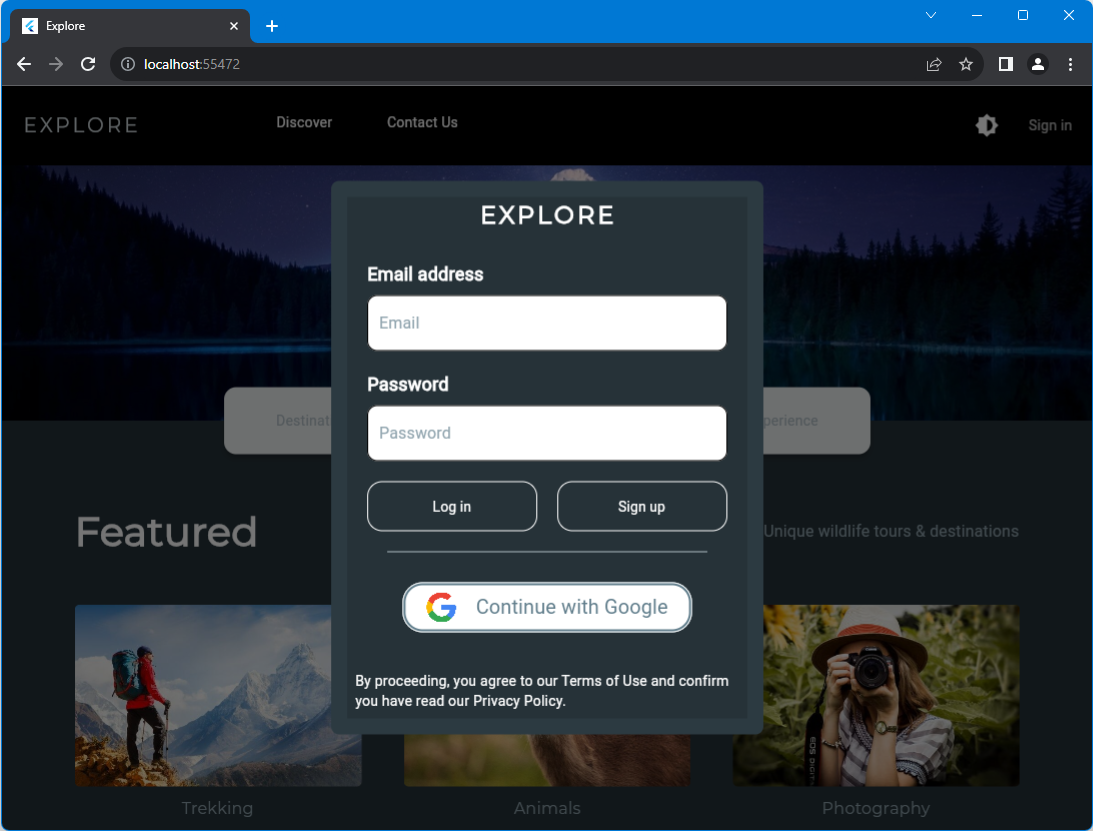 Explore
localhost:55472
EXPLORE
Discover
Contact Us
Sign in
EXPLORE
Email address
Email
Password
Password
Log in
Sign up
Continue with Google
By proceeding, you agree to our Terms of Use and confirm
you have read our Privacy Policy.
Featured
Unique wildlife tours & destinations
Trekking
Animals
Photography